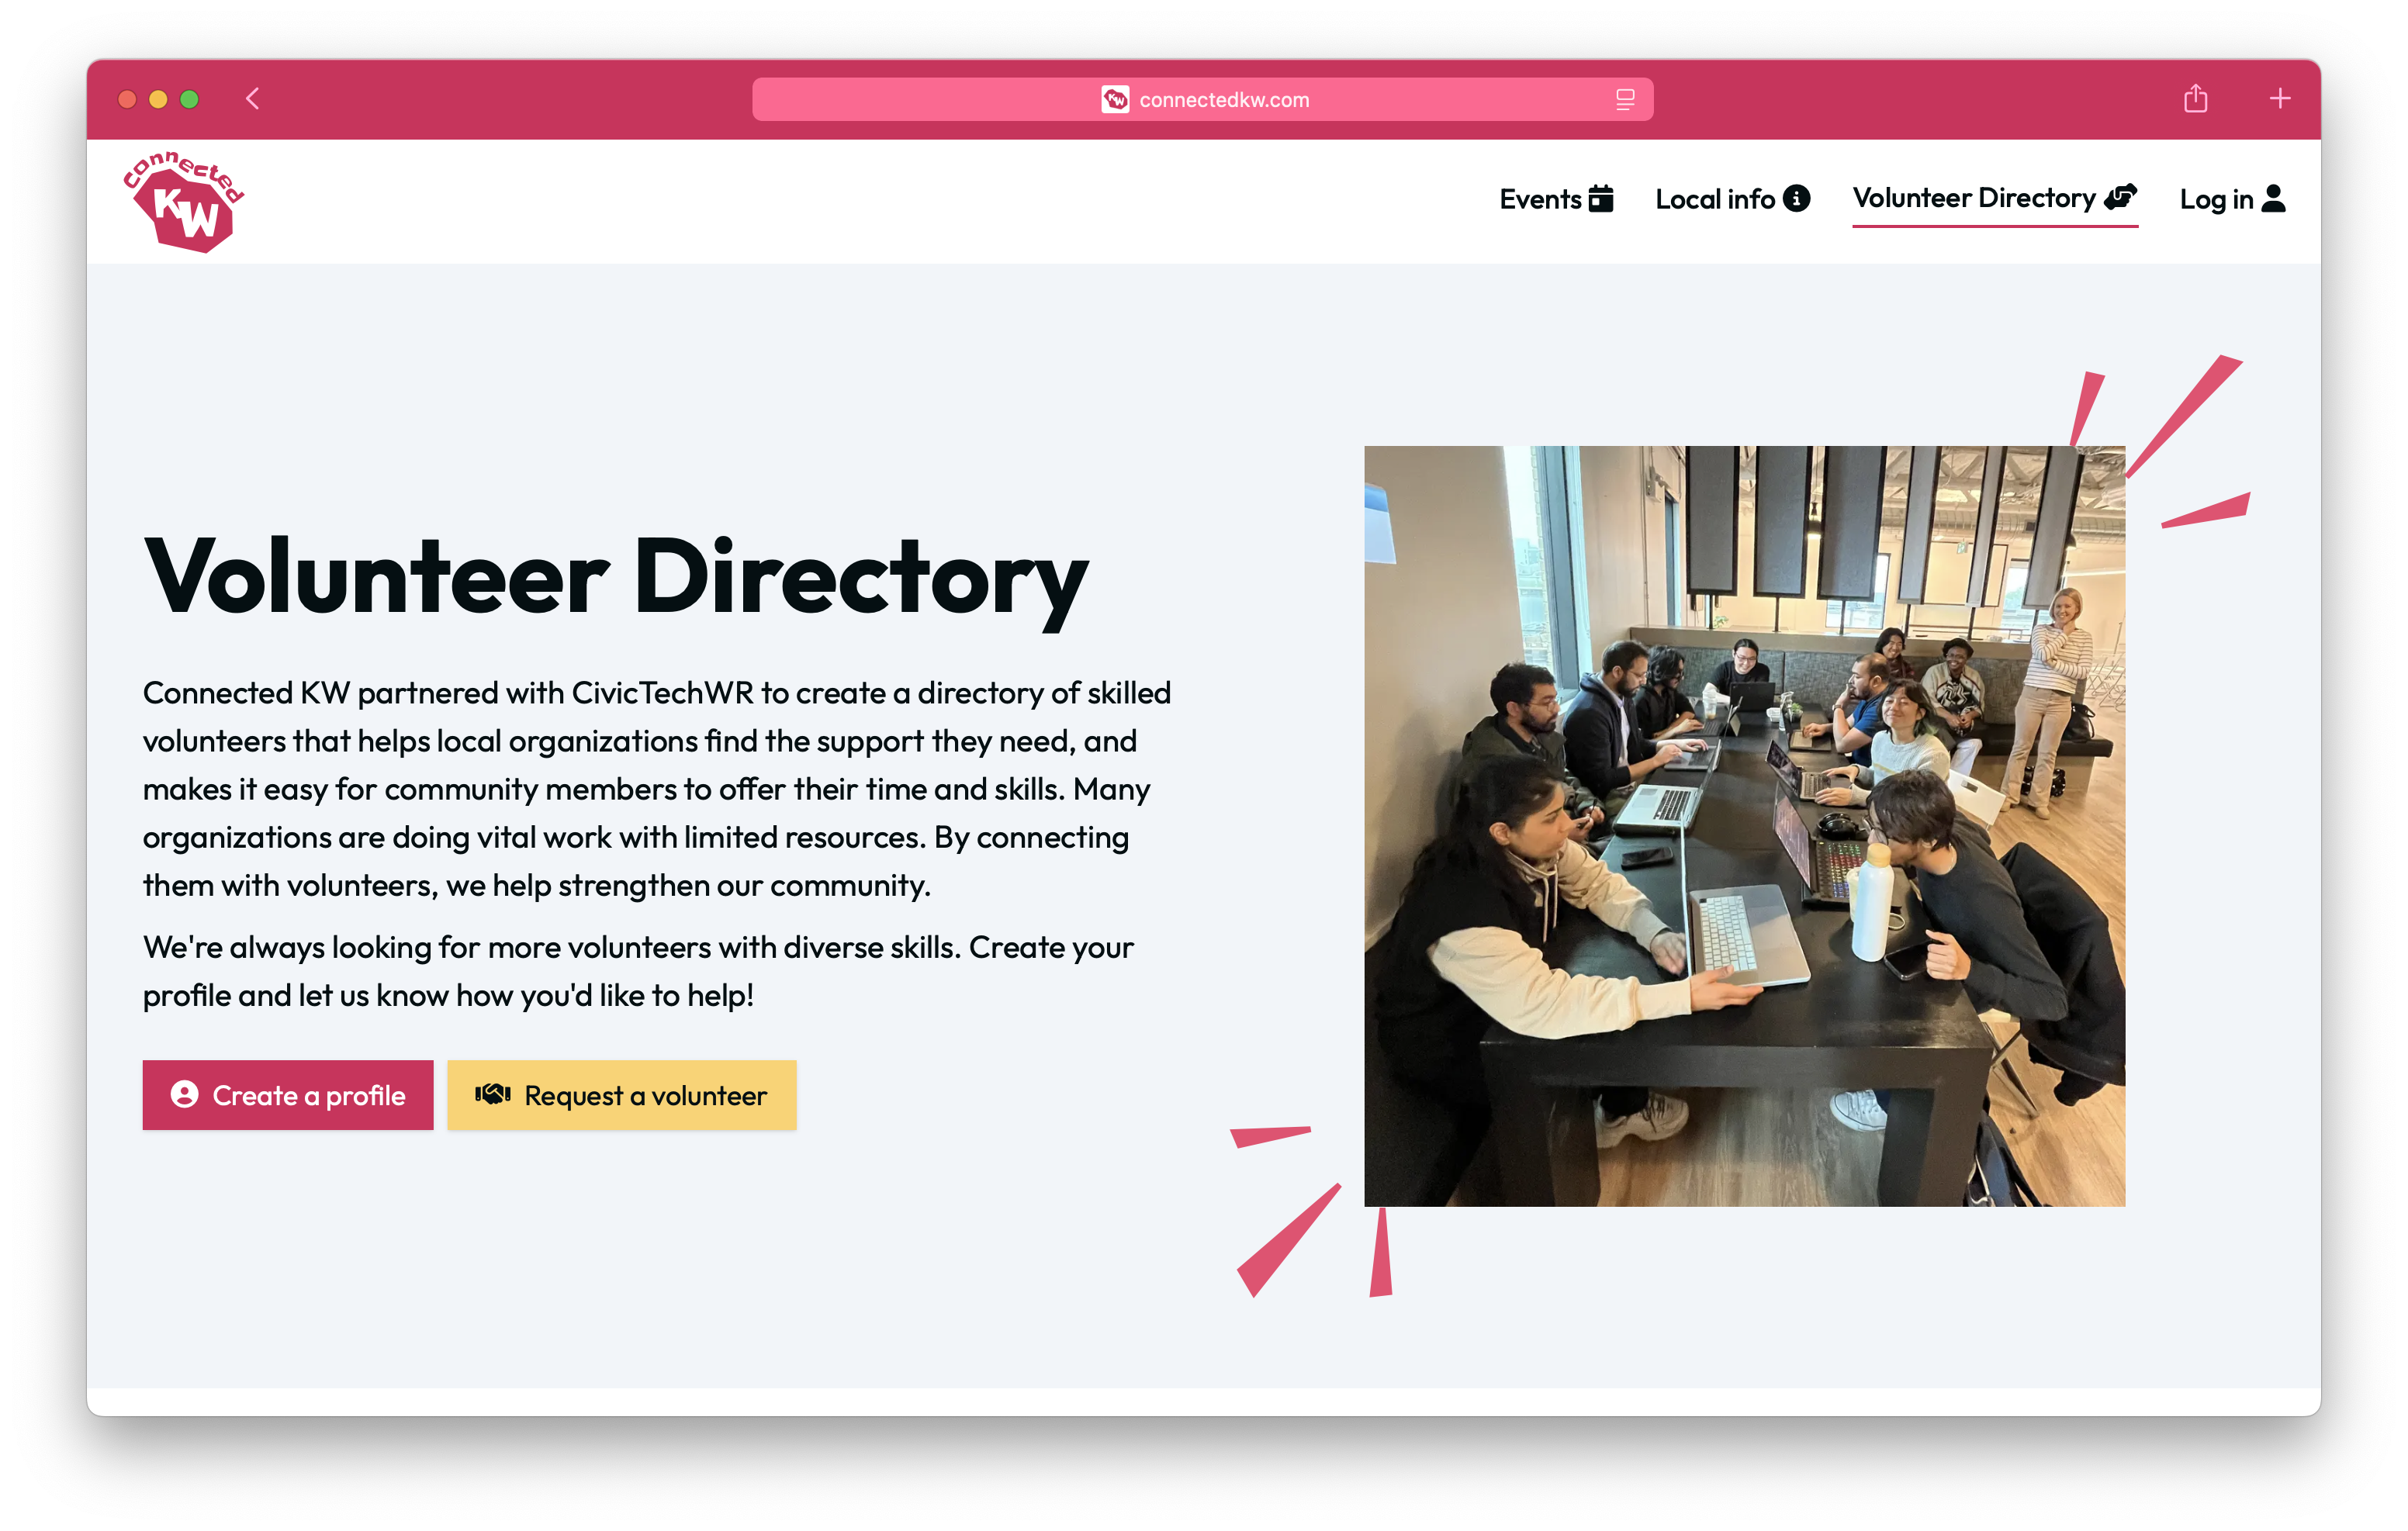 connectedkw.com
Connected
KW
Events
Local info
Volunteer Directory
Log in
Volunteer Directory
Connected KW partnered with CivicTechWR to create a directory of skilled
volunteers that helps local organizations find the support they need, and
makes it easy for community members to offer their time and skills. Many
organizations are doing vital work with limited resources. By connecting
them with volunteers, we help strengthen our community.
We're always looking for more volunteers with diverse skills. Create your
profile and let us know how you'd like to help!
Create a profile
Request a volunteer